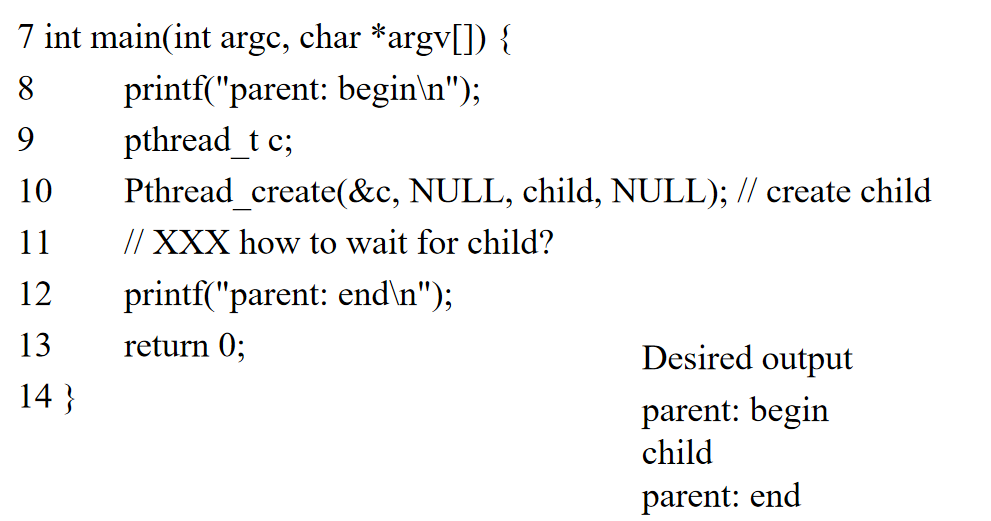 7 int main(int argc, char *argv[]) {
8 printf("parent: begin\n");
9 pthread_t c;
10 Pthread_create(&c, NULL, child, NULL); // create child
11 // XXX how to wait for child?
12 printf("parent: end\n");
13 return 0;
14 }
Desired output
parent: begin
child
parent: end